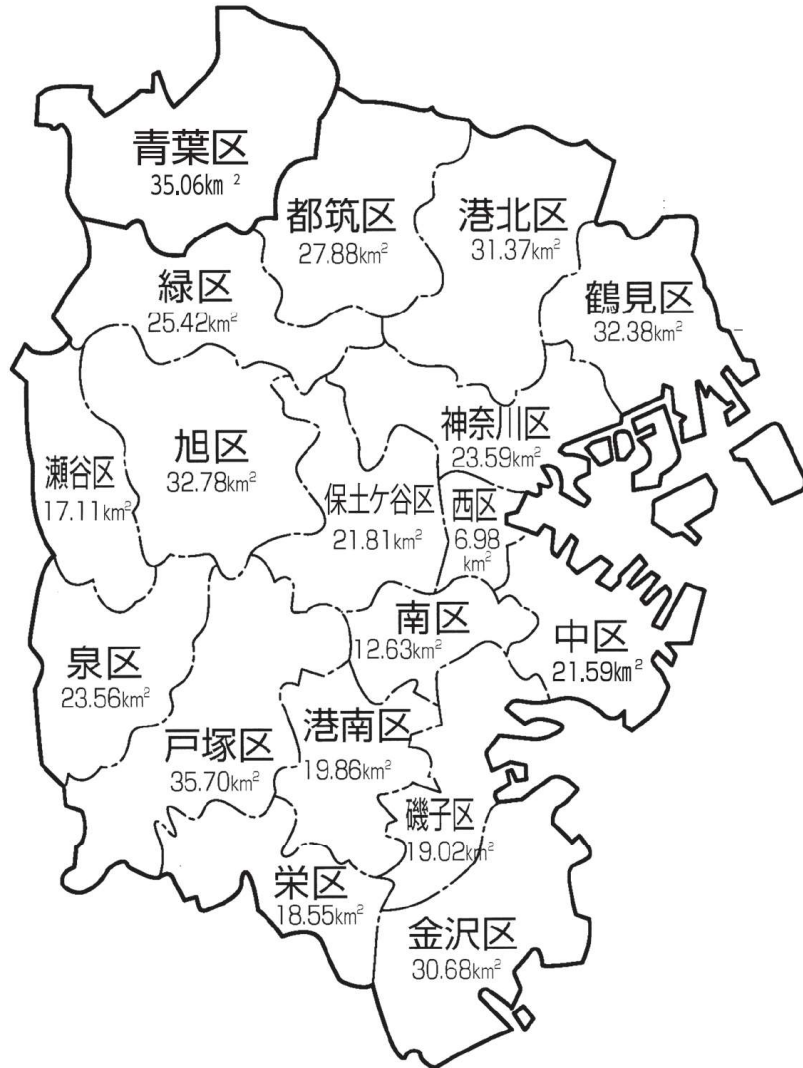 青葉区
35.06km²
都筑区
27.88km²
港北区
31.37km²
緑区
25.42km²
鶴見区
32.38km²
神奈川区
23.59km²
旭区
32.78km²
瀬谷区
17.11km²
保土ケ谷区
21.81km²
西区
6.98
km²
南区
12.63km²
中区
21.59km²
泉区
23.56km²
戸塚区
35.70km²
港南区
19.86km²
磯子区
19.02km²
栄区
18.55km²
金沢区
30.68km²